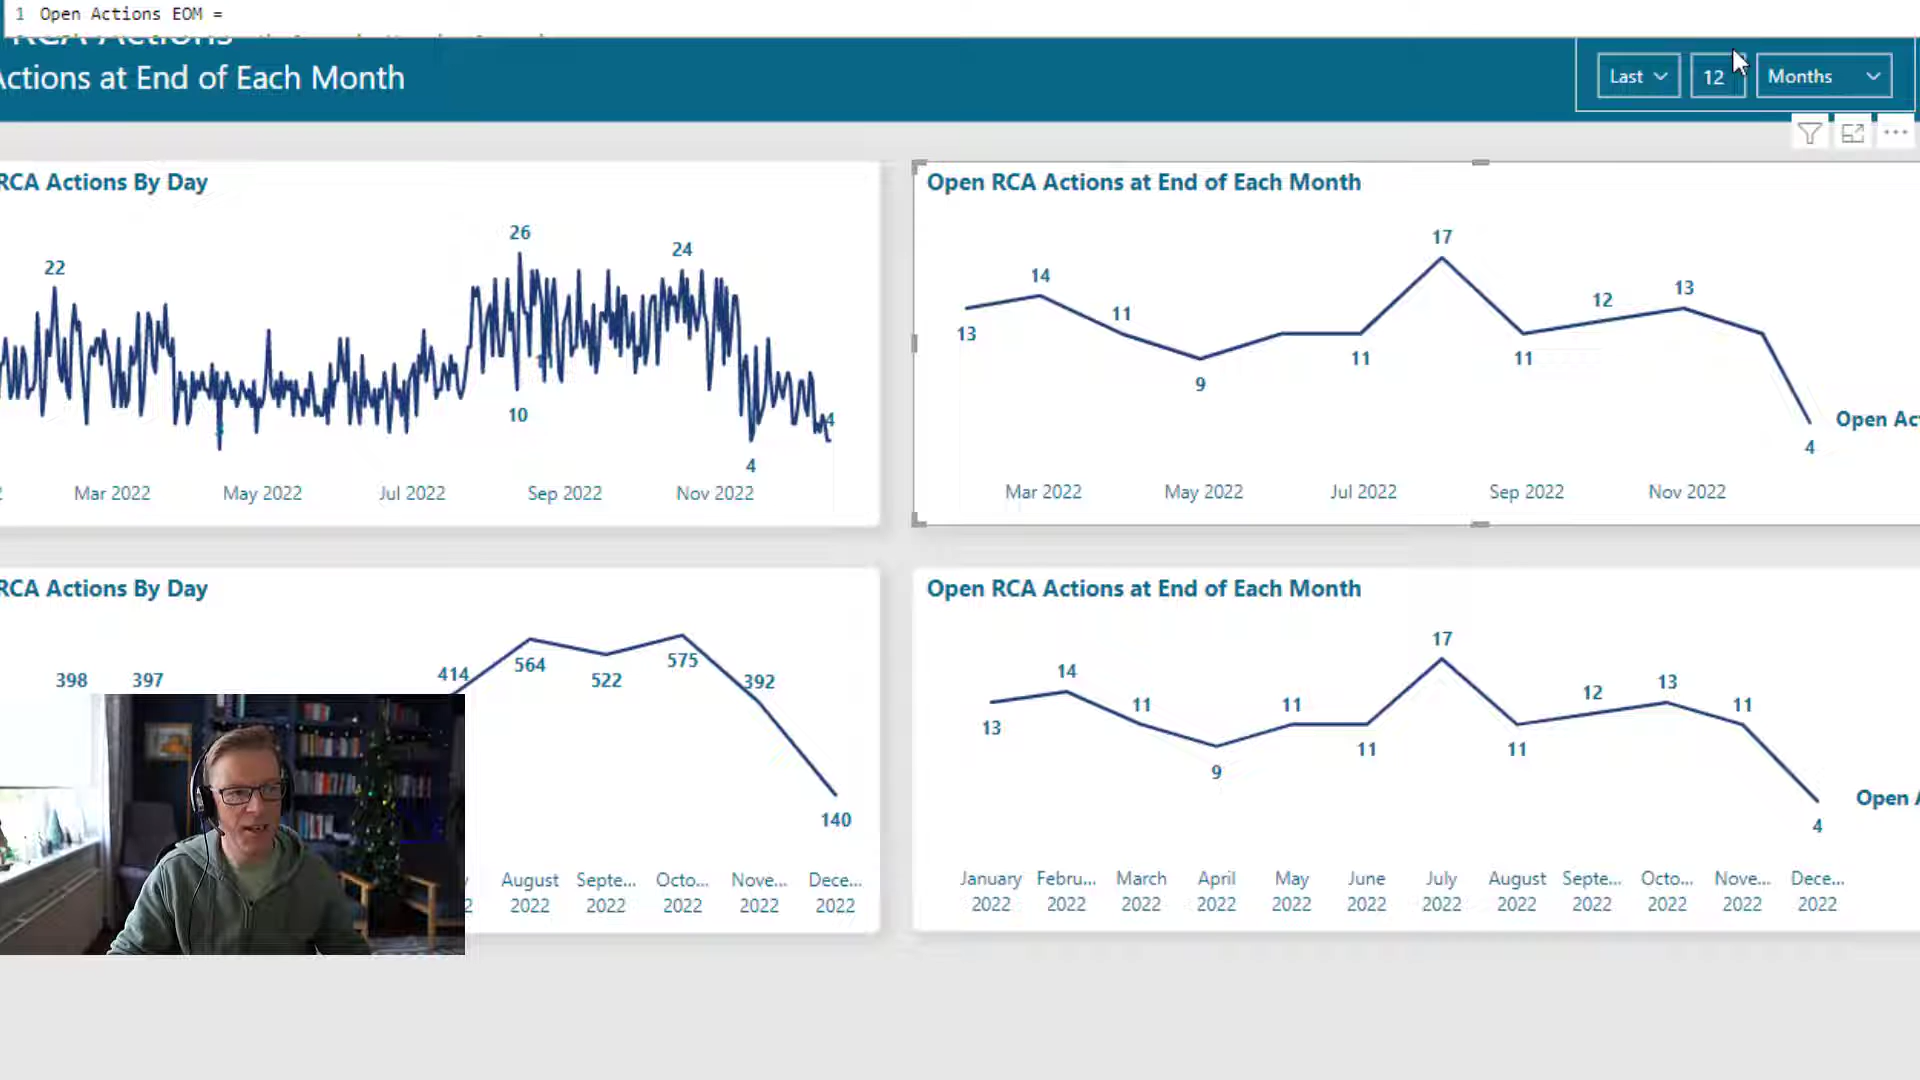 1 Open Actions EOM =
RCA Actions
Actions at End of Each Month
Last 12 Months
RCA Actions By Day
22
26
24
10
4
4
Mar 2022 May 2022 Jul 2022 Sep 2022 Nov 2022
Open RCA Actions at End of Each Month
13
14
11
9
11
17
11
12
13
4
Open Ac
Mar 2022 May 2022 Jul 2022 Sep 2022 Nov 2022
RCA Actions By Day
398 397 414 564 522 575 392 140
August Septe... Octo... Nove... Dece...
2022 2022 2022 2022 2022
Open RCA Actions at End of Each Month
13
14
11
9
11
11
17
11
12
13
11
4
Open
January Febru... March April May June July August Septe... Octo... Nove... Dece...
2022 2022 2022 2022 2022 2022 2022 2022 2022 2022 2022 2022